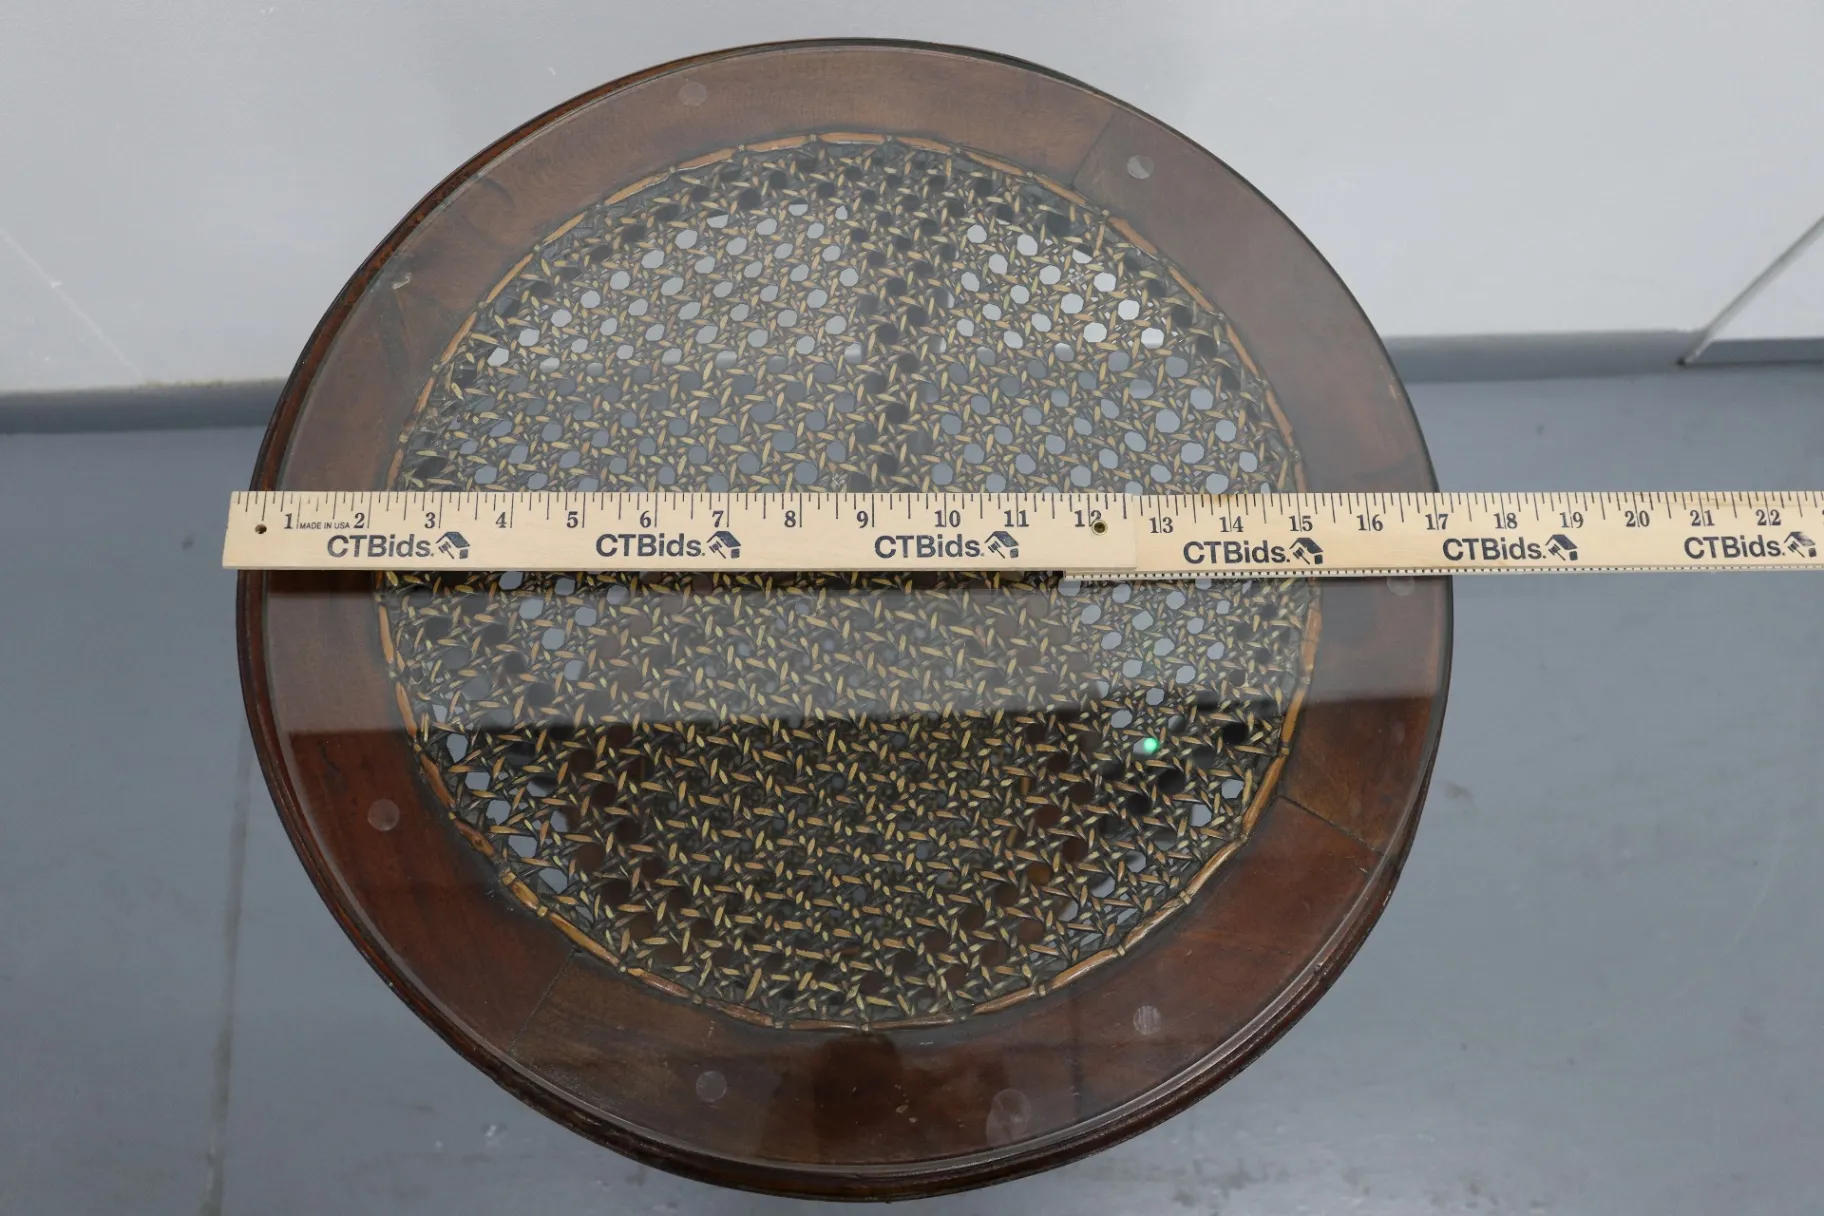 1 MADE IN USA 2 3 4 5 6 7 8 9 10 11 12 13 14 15 16 17 18 19 20 21 22
CTBids. CTBids. CTBids. CTBids. CTBids. CTBids.